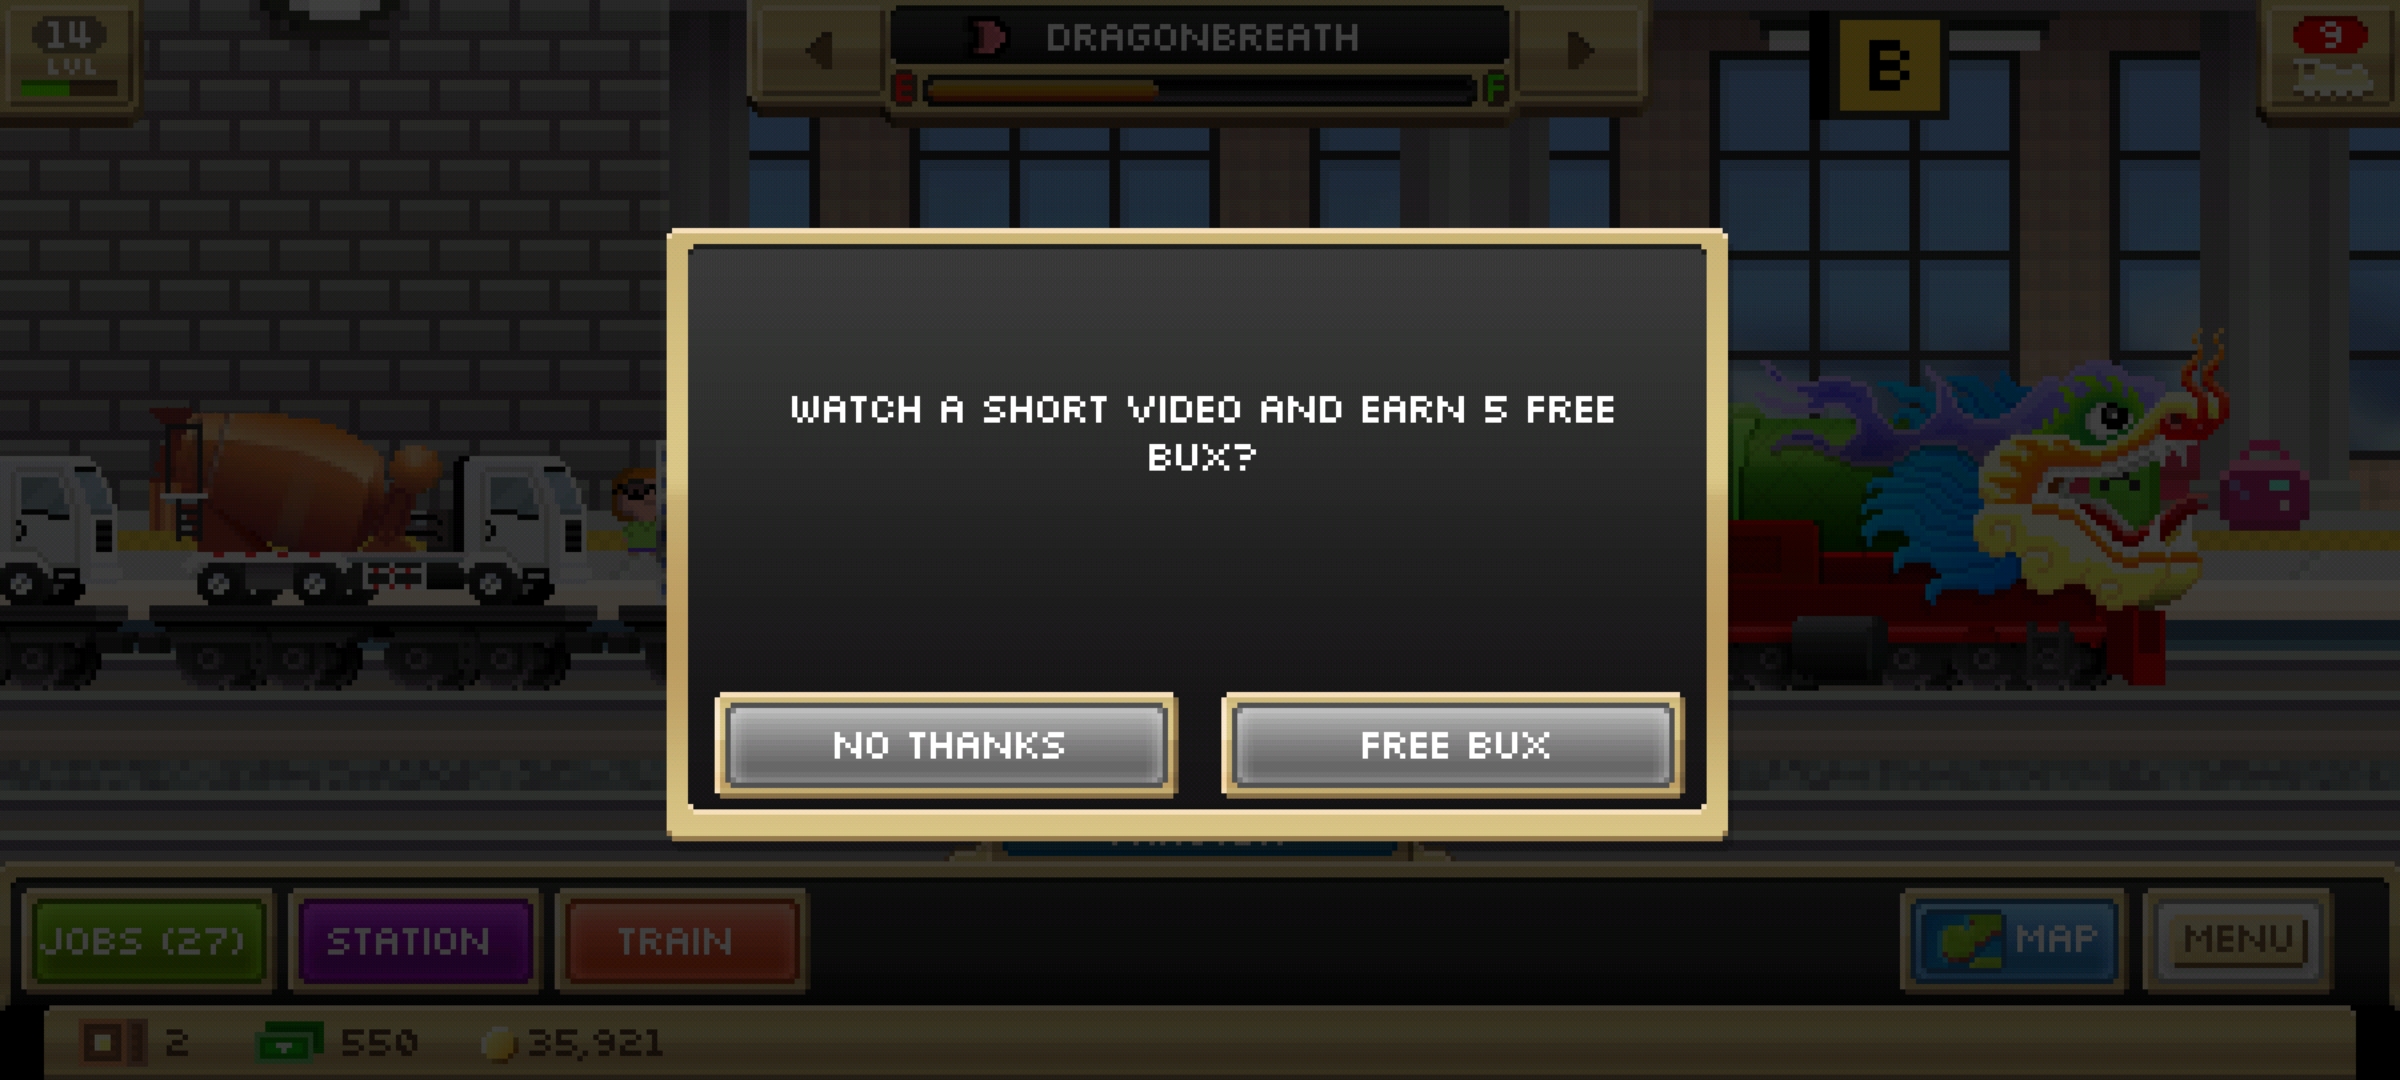 14
LVL
DRAGONBREATH
E
F
B
9
WATCH A SHORT VIDEO AND EARN 5 FREE
BUX?
NO THANKS
FREE BUX
JOBS (27)
STATION
TRAIN
MAP
MENU
2
550
35,921